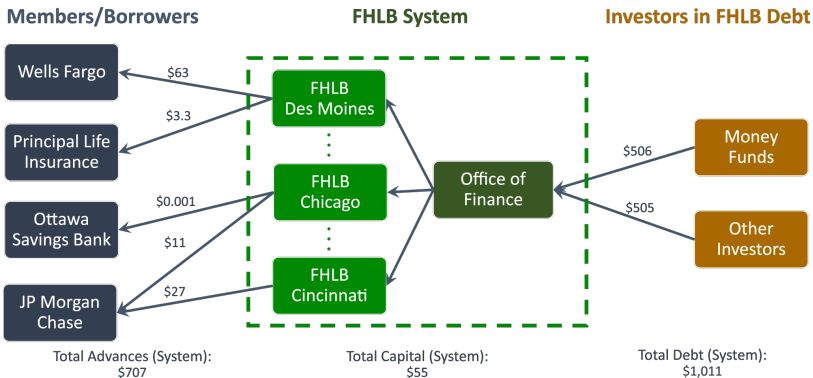 Members/Borrowers
FHLB System
Investors in FHLB Debt
Wells Fargo
$63
FHLB
Des Moines
$3.3
Principal Life
Insurance
Money
Funds
$506
FHLB
Chicago
Office of
Finance
$0.001
Ottawa
Savings Bank
$505
$11
Other
Investors
FHLB
Cincinnati
$27
JP Morgan
Chase
Total Advances (System):
$707
Total Capital (System):
$55
Total Debt (System):
$1,011